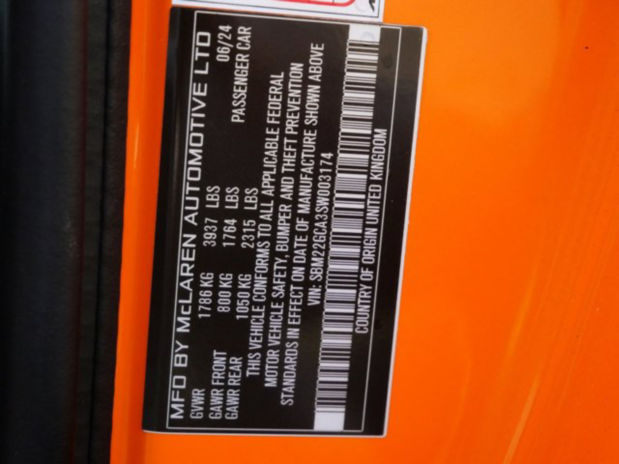 MFD BY McLAREN AUTOMOTIVE LTD
GVWR 1786 KG 3937 LBS 06/24
GAWR FRONT 800 KG 1764 LBS PASSENGER CAR
GAWR REAR 1050 KG 2315 LBS
THIS VEHICLE CONFORMS TO ALL APPLICABLE FEDERAL
MOTOR VEHICLE SAFETY, BUMPER AND THEFT PREVENTION
STANDARDS IN EFFECT ON DATE OF MANUFACTURE SHOWN ABOVE
VIN: SBM22GCA3SW003174
COUNTRY OF ORIGIN UNITED KINGDOM